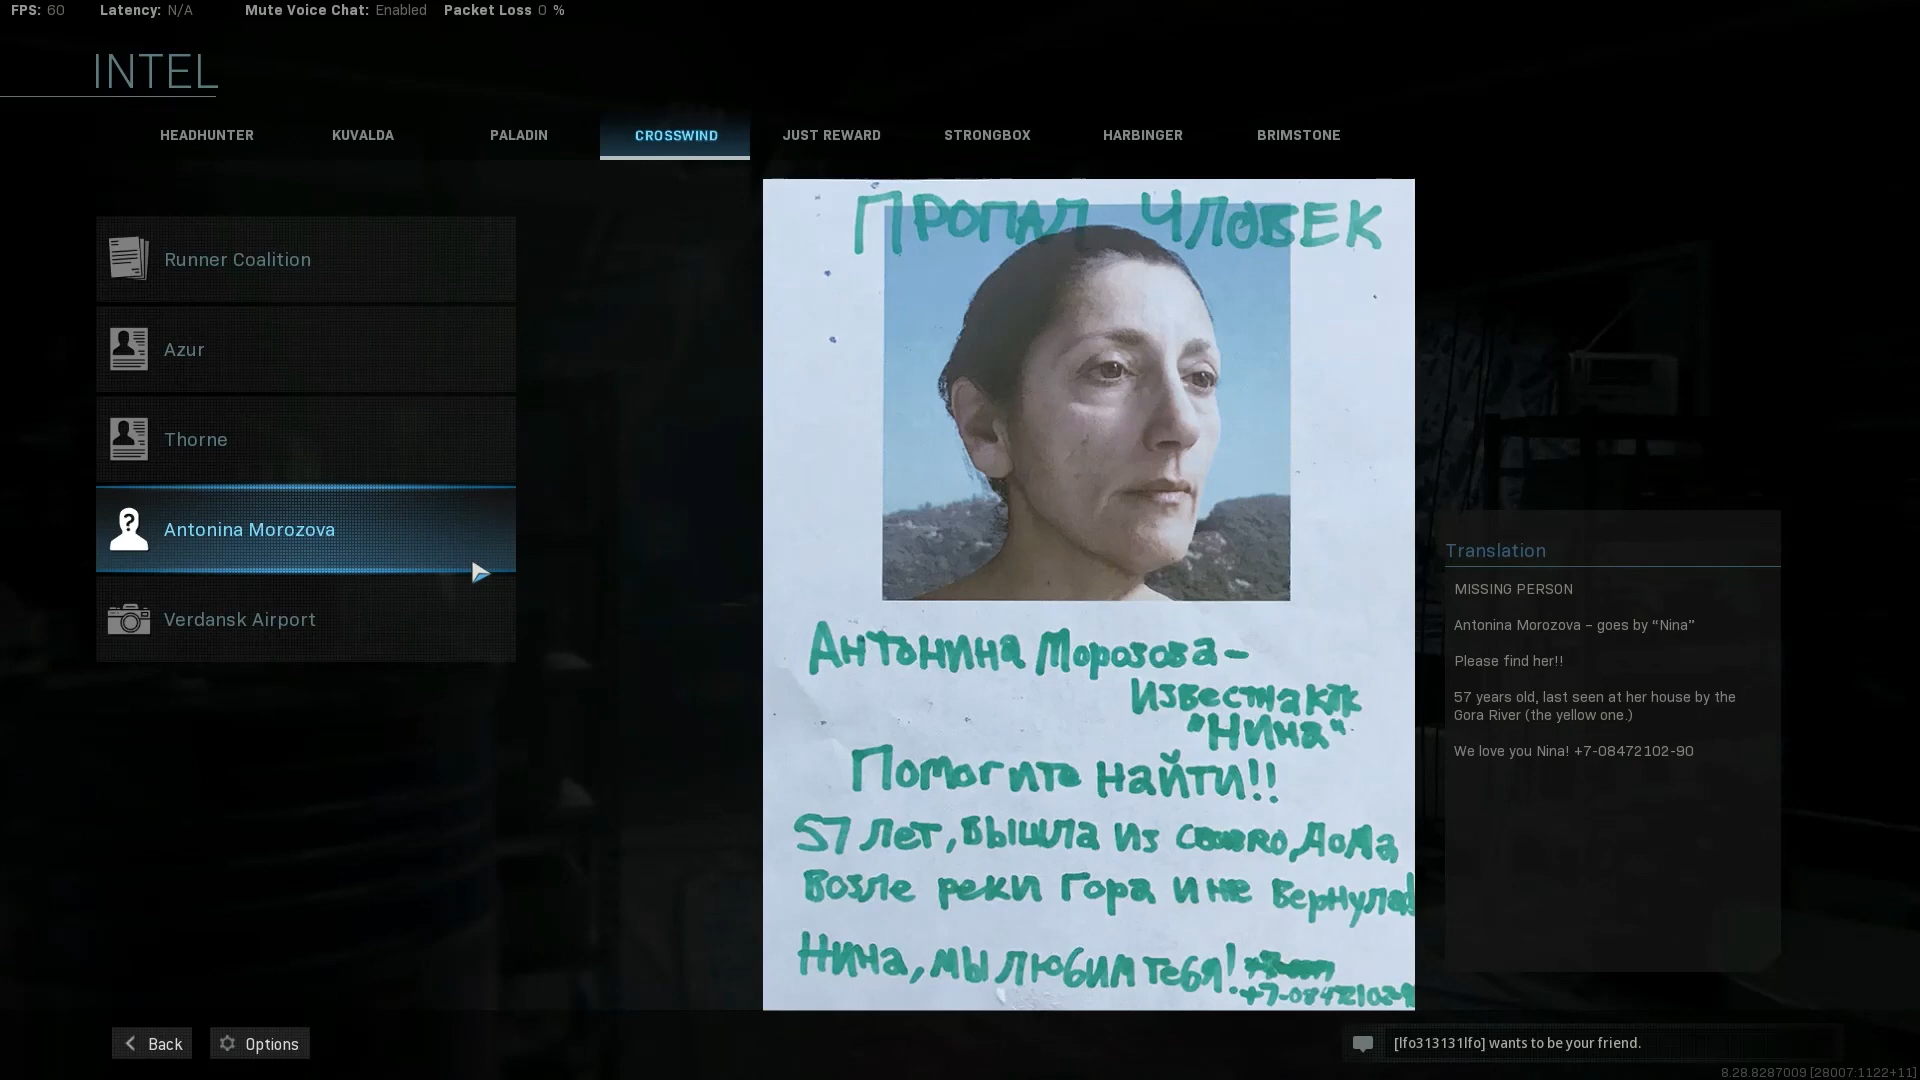 FPS: 60 Latency: N/A Mute Voice Chat: Enabled Packet Loss 0 %
INTEL
HEADHUNTER KUVALDA PALADIN CROSSWIND JUST REWARD STRONGBOX HARBINGER BRIMSTONE
Runner Coalition
Azur
Thorne
Antonina Morozova
Verdansk Airport
ПРОПАЛ ЧЛОВЕК
Антонина Морозова –
Известна как
"Нина"
Помогите найти!!
57 лет, вышла из дома
возле реки Гора и не вернулас
Нина, мы любим тебя!
+7-08472102-9
Translation
MISSING PERSON
Antonina Morozova – goes by “Nina”
Please find her!!
57 years old, last seen at her house by the
Gora River (the yellow one.)
We love you Nina! +7-08472102-90
Back Options
[lfo313131lfo] wants to be your friend.
8.28.8287009 [28007:1122+11]